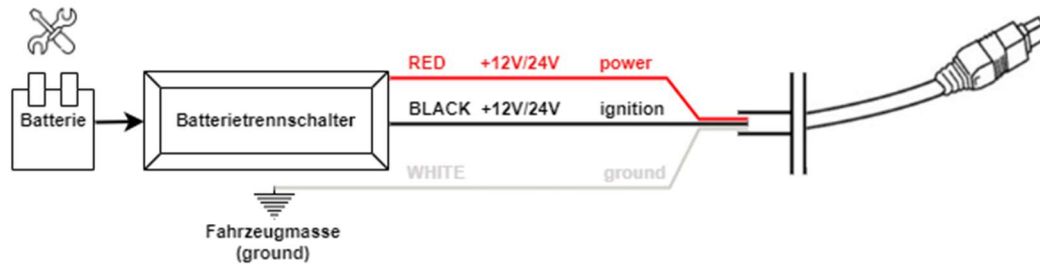 RED +12V/24V power
Batterie
Batterietrennschalter
BLACK +12V/24V ignition
WHITE ground
Fahrzeugmasse
(ground)